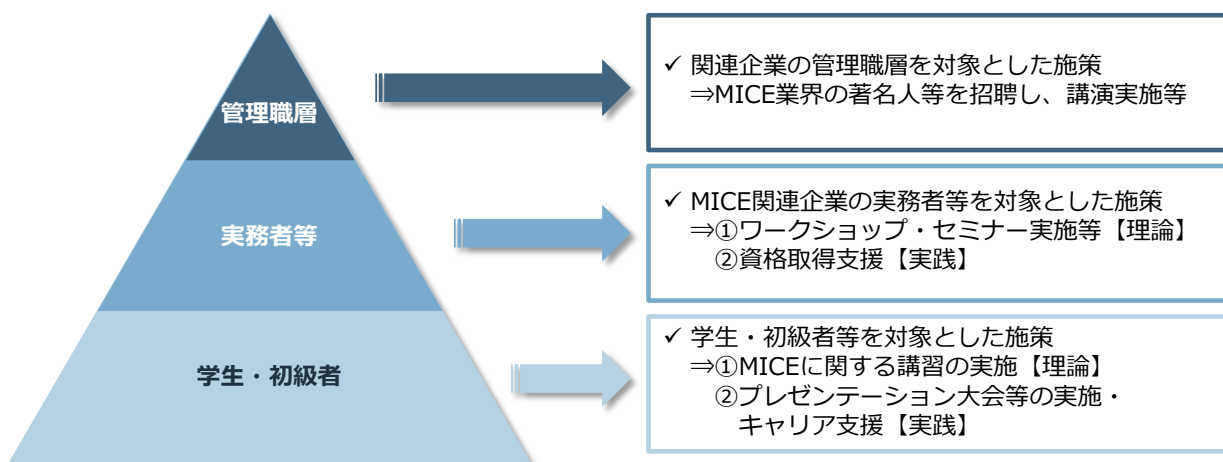 管理職層
✓ 関連企業の管理職層を対象とした施策
⇒MICE業界の著名人等を招聘し、講演実施等
実務者等
✓ MICE関連企業の実務者等を対象とした施策
⇒①ワークショップ・セミナー実施等【理論】
②資格取得支援【実践】
学生・初級者
✓ 学生・初級者等を対象とした施策
⇒①MICEに関する講習の実施【理論】
②プレゼンテーション大会等の実施・
キャリア支援【実践】